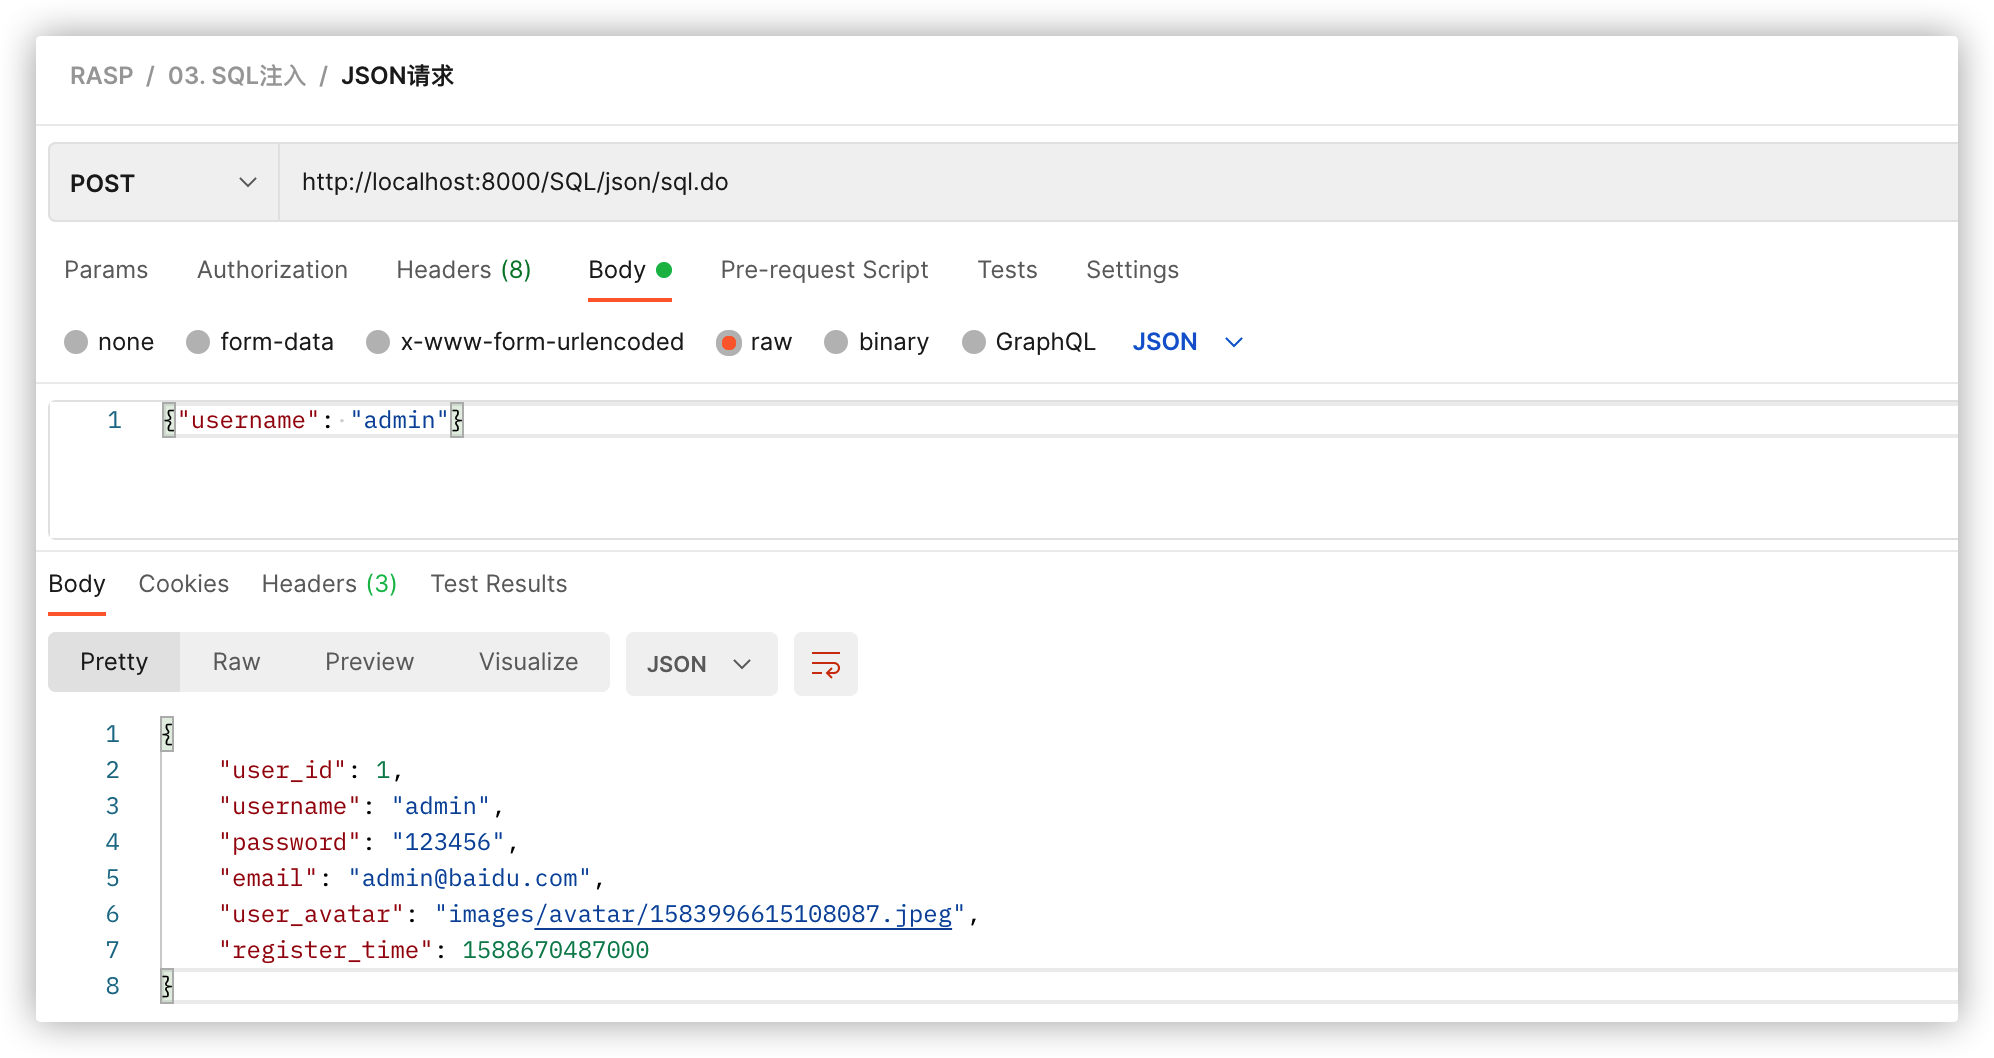 RASP / 03. SQL注入 / JSON请求
POST http://localhost:8000/SQL/json/sql.do
Params Authorization Headers (8) Body Pre-request Script Tests Settings
none form-data x-www-form-urlencoded raw binary GraphQL JSON
1 {"username": "admin"}
Body Cookies Headers (3) Test Results
Pretty Raw Preview Visualize JSON
1 {
2 "user_id": 1,
3 "username": "admin",
4 "password": "123456",
5 "email": "admin@baidu.com",
6 "user_avatar": "images/avatar/1583996615108087.jpeg",
7 "register_time": 1588670487000
8 }